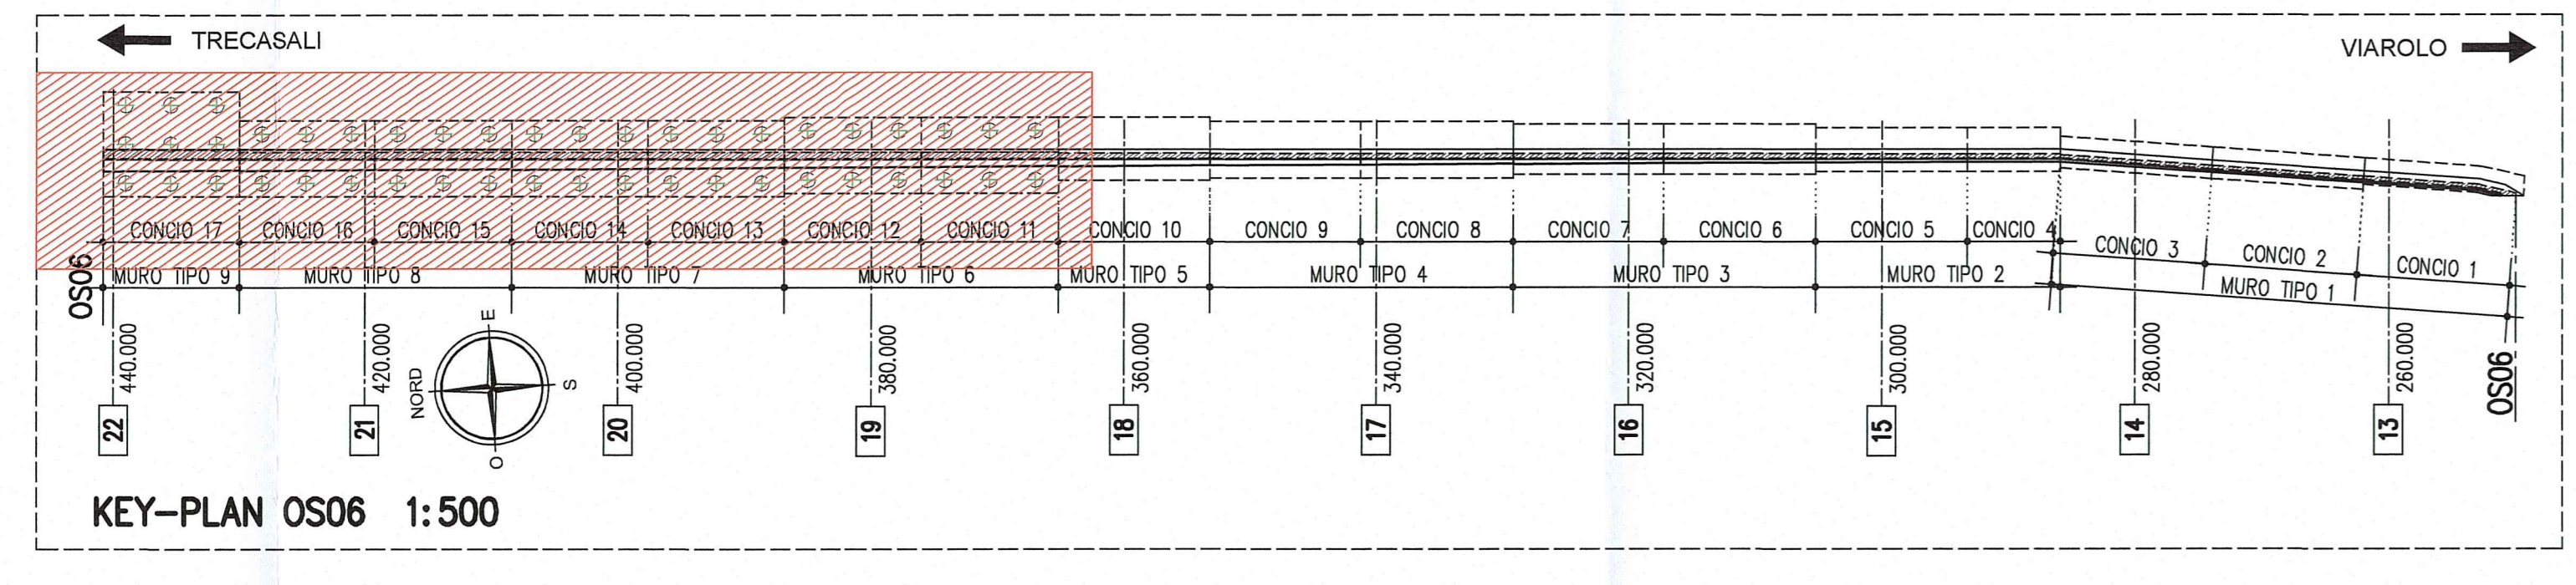 TRECASALI
VIAROLO
CONCIO 17 CONCIO 16 CONCIO 15 CONCIO 14 CONCIO 13 CONCIO 12 CONCIO 11 CONCIO 10 CONCIO 9 CONCIO 8 CONCIO 7 CONCIO 6 CONCIO 5 CONCIO 4 CONCIO 3 CONCIO 2 CONCIO 1
OS06
MURO TIPO 9 MURO TIPO 8 MURO TIPO 7 MURO TIPO 6 MURO TIPO 5 MURO TIPO 4 MURO TIPO 3 MURO TIPO 2 MURO TIPO 1
440.000 420.000 400.000 380.000 360.000 340.000 320.000 300.000 280.000 260.000
OS06
E
NORD
S
O
22 21 20 19 18 17 16 15 14 13
KEY-PLAN OS06 1:500